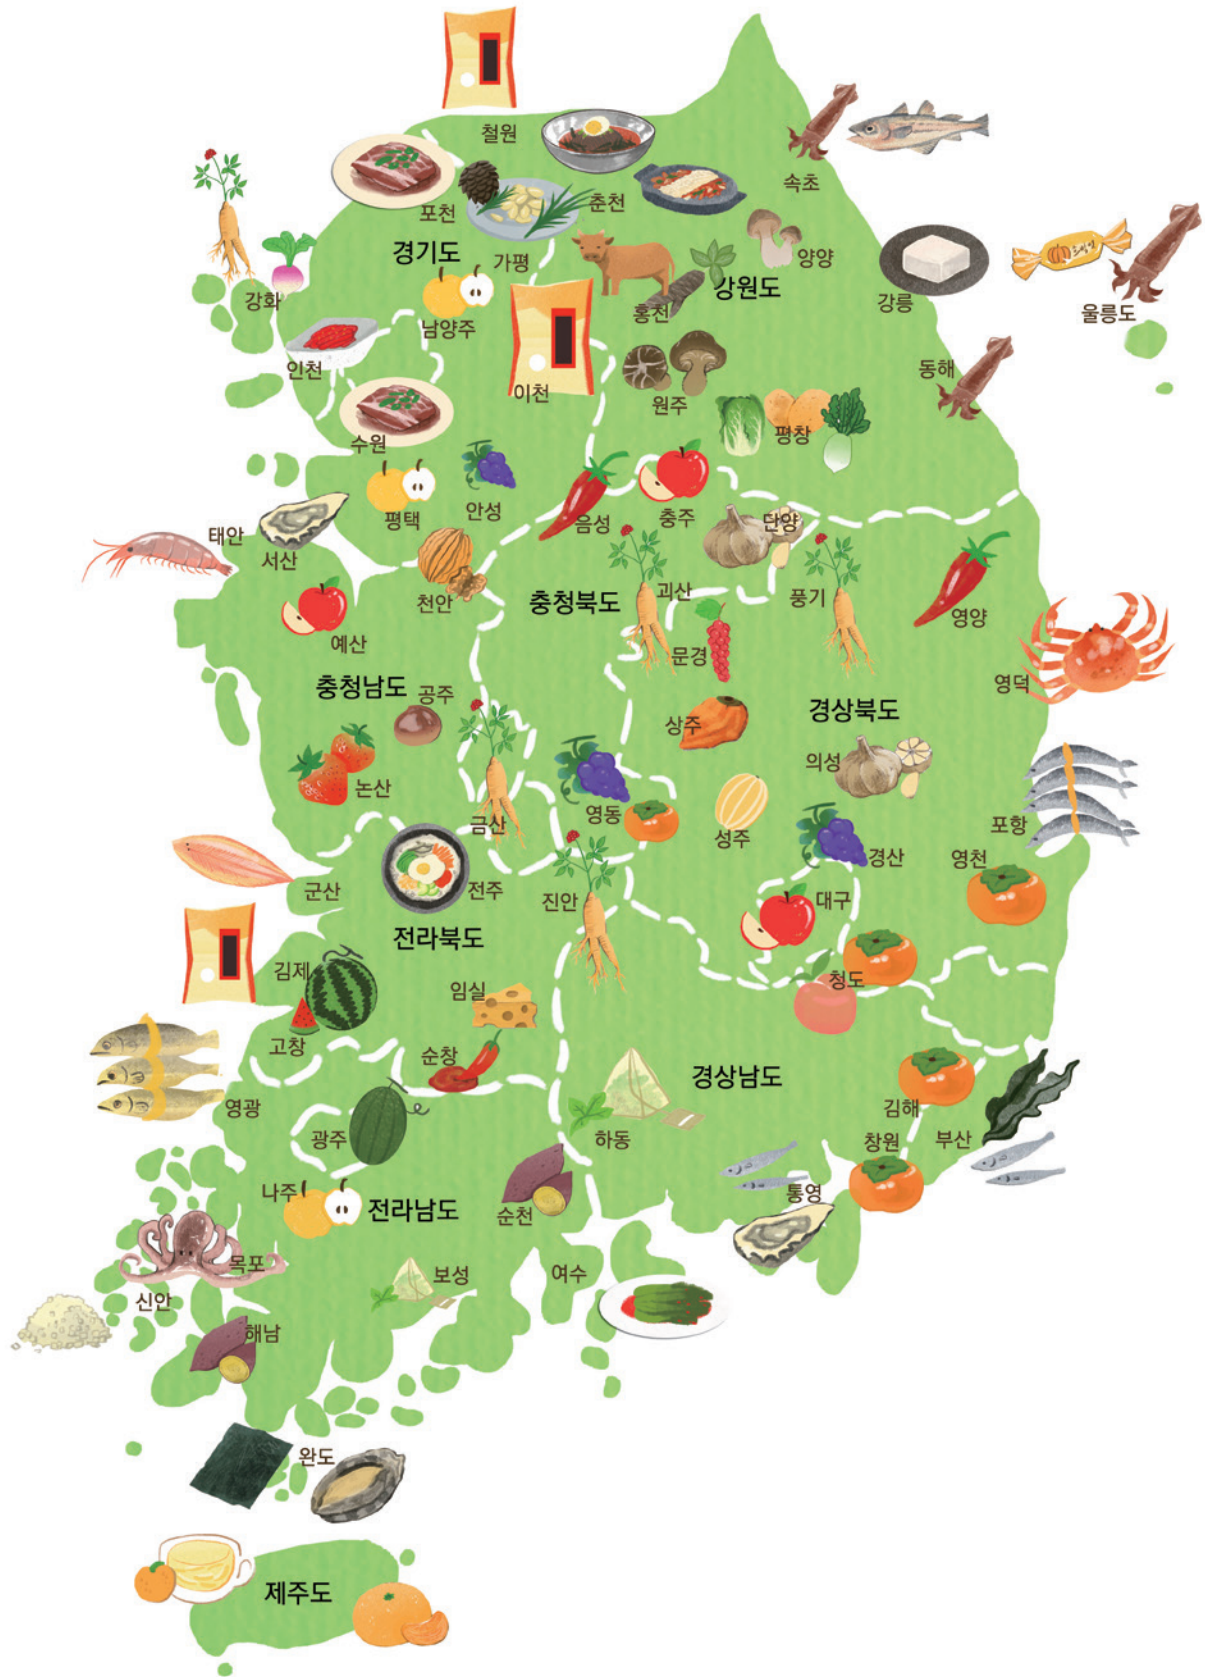 철원
속초
포천
춘천
경기도
가평
양양
강원도
강화
남양주
홍천
강릉
울릉도
인천
이천
동해
원주
수원
평창
평택
안성
음성
충주
단양
태안
서산
천안
충청북도
괴산
풍기
영양
예산
문경
충청남도
공주
영덕
경상북도
상주
의성
논산
영동
금산
성주
포항
경산
영천
군산
전주
진안
대구
전라북도
김제
임실
청도
고창
순창
경상남도
영광
광주
하동
김해
창원
부산
나주
전라남도
순천
통영
목포
보성
여수
신안
해남
완도
제주도